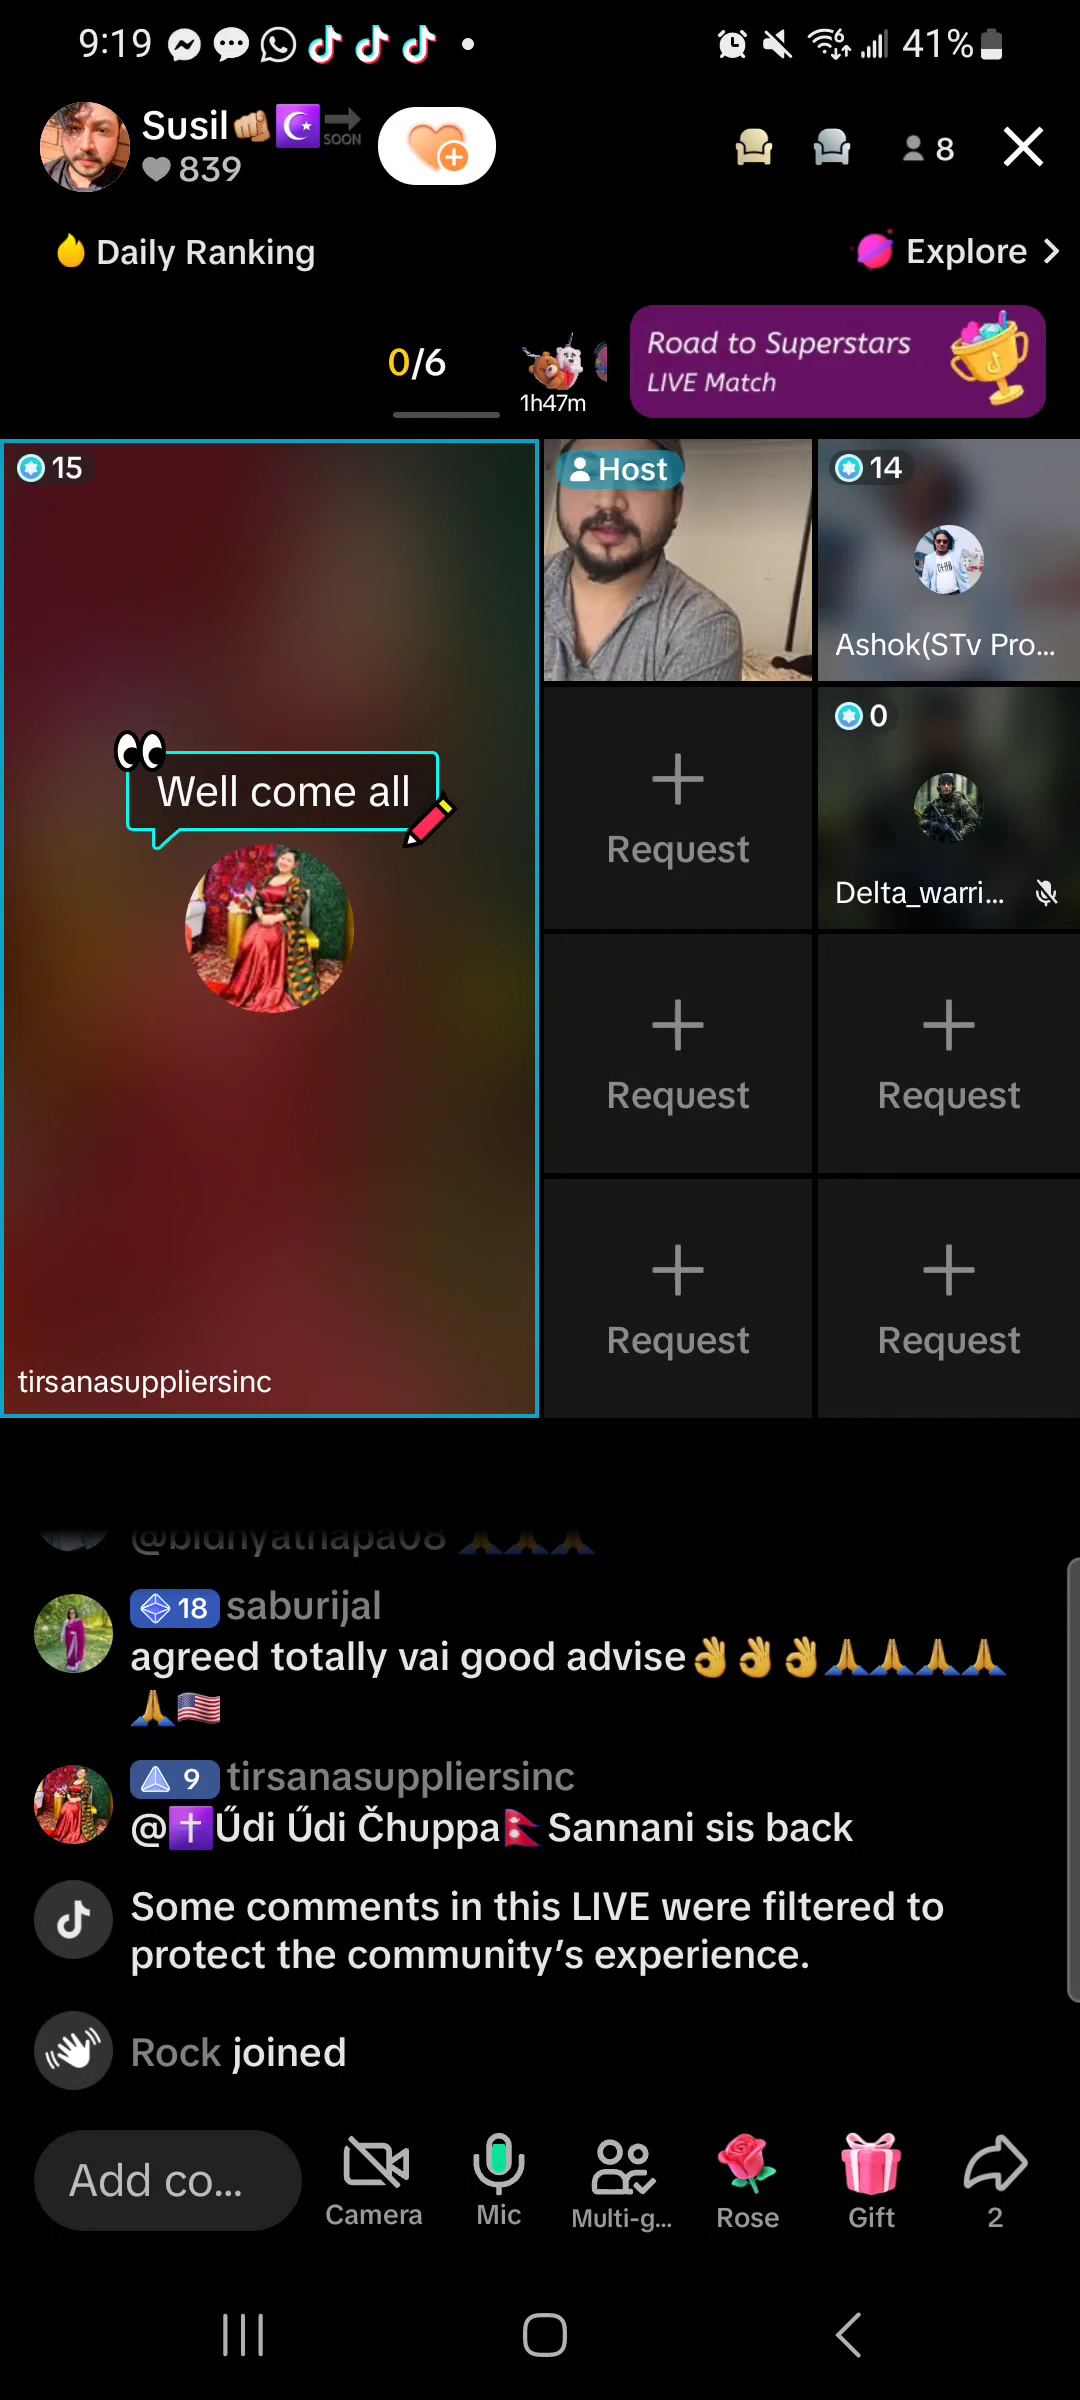 9:19
41%
Susil
SOON
839
8
Daily Ranking
Explore
0/6
1h47m
Road to Superstars
LIVE Match
15
Host
14
Ashok(STv Pro...
Well come all
Request
0
Delta_warri...
Request
Request
Request
Request
tirsanasuppliersinc
@bidhyathapa08 🙏🙏🙏
18 saburijal
agreed totally vai good advise👌👌👌🙏🙏🙏🙏
🙏🇺🇸
9 tirsanasuppliersinc
@✝️Űdi Űdi Čhuppa🇳🇵Sannani sis back
Some comments in this LIVE were filtered to
protect the community’s experience.
Rock joined
Add co...
Camera
Mic
Multi-g...
Rose
Gift
2